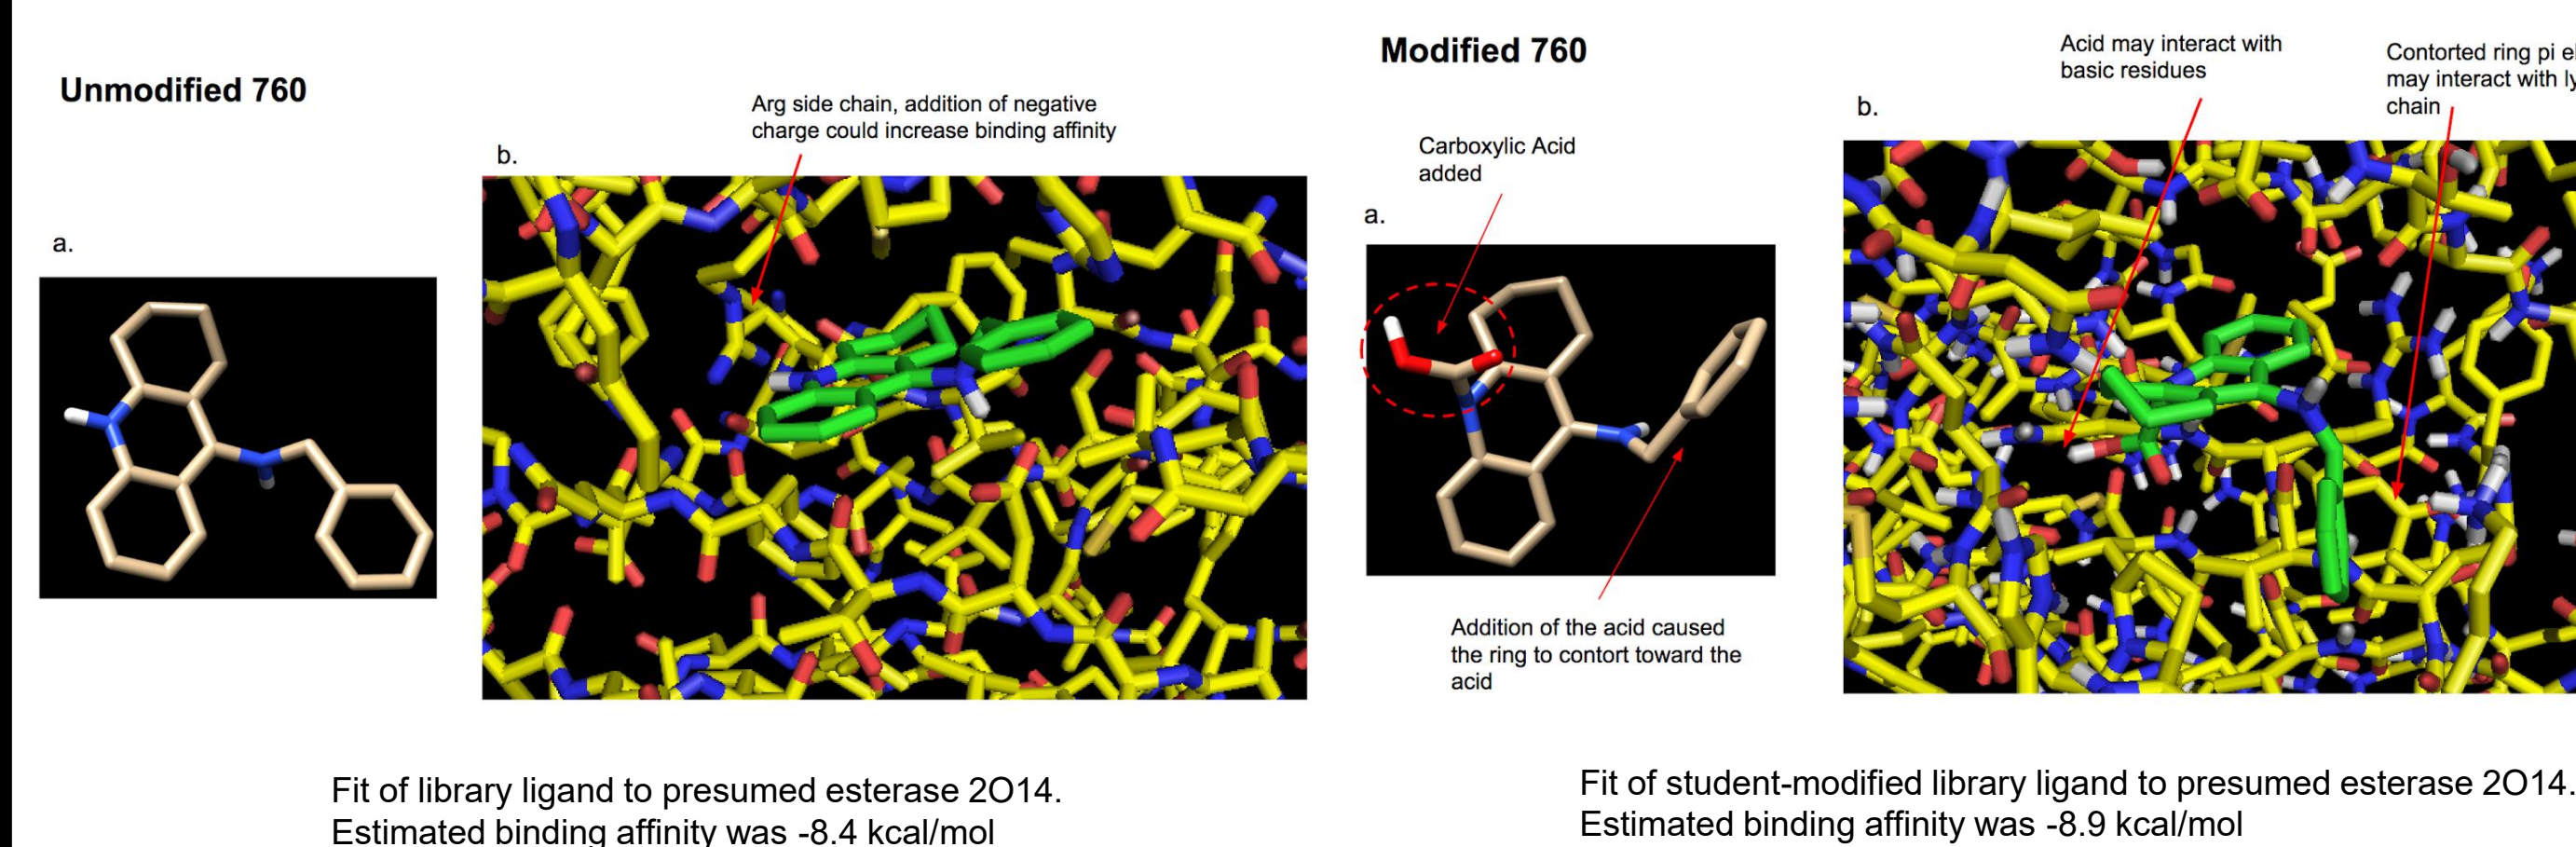 Unmodified 760
Arg side chain, addition of negative
charge could increase binding affinity
b.
a.
Fit of library ligand to presumed esterase 2O14.
Estimated binding affinity was -8.4 kcal/mol
Modified 760
Carboxylic Acid
added
a.
Addition of the acid caused
the ring to contort toward the
acid
Acid may interact with
basic residues
b.
Contorted ring pi
may interact with
chain
Fit of student-modified library ligand to presumed esterase 2O14.
Estimated binding affinity was -8.9 kcal/mol